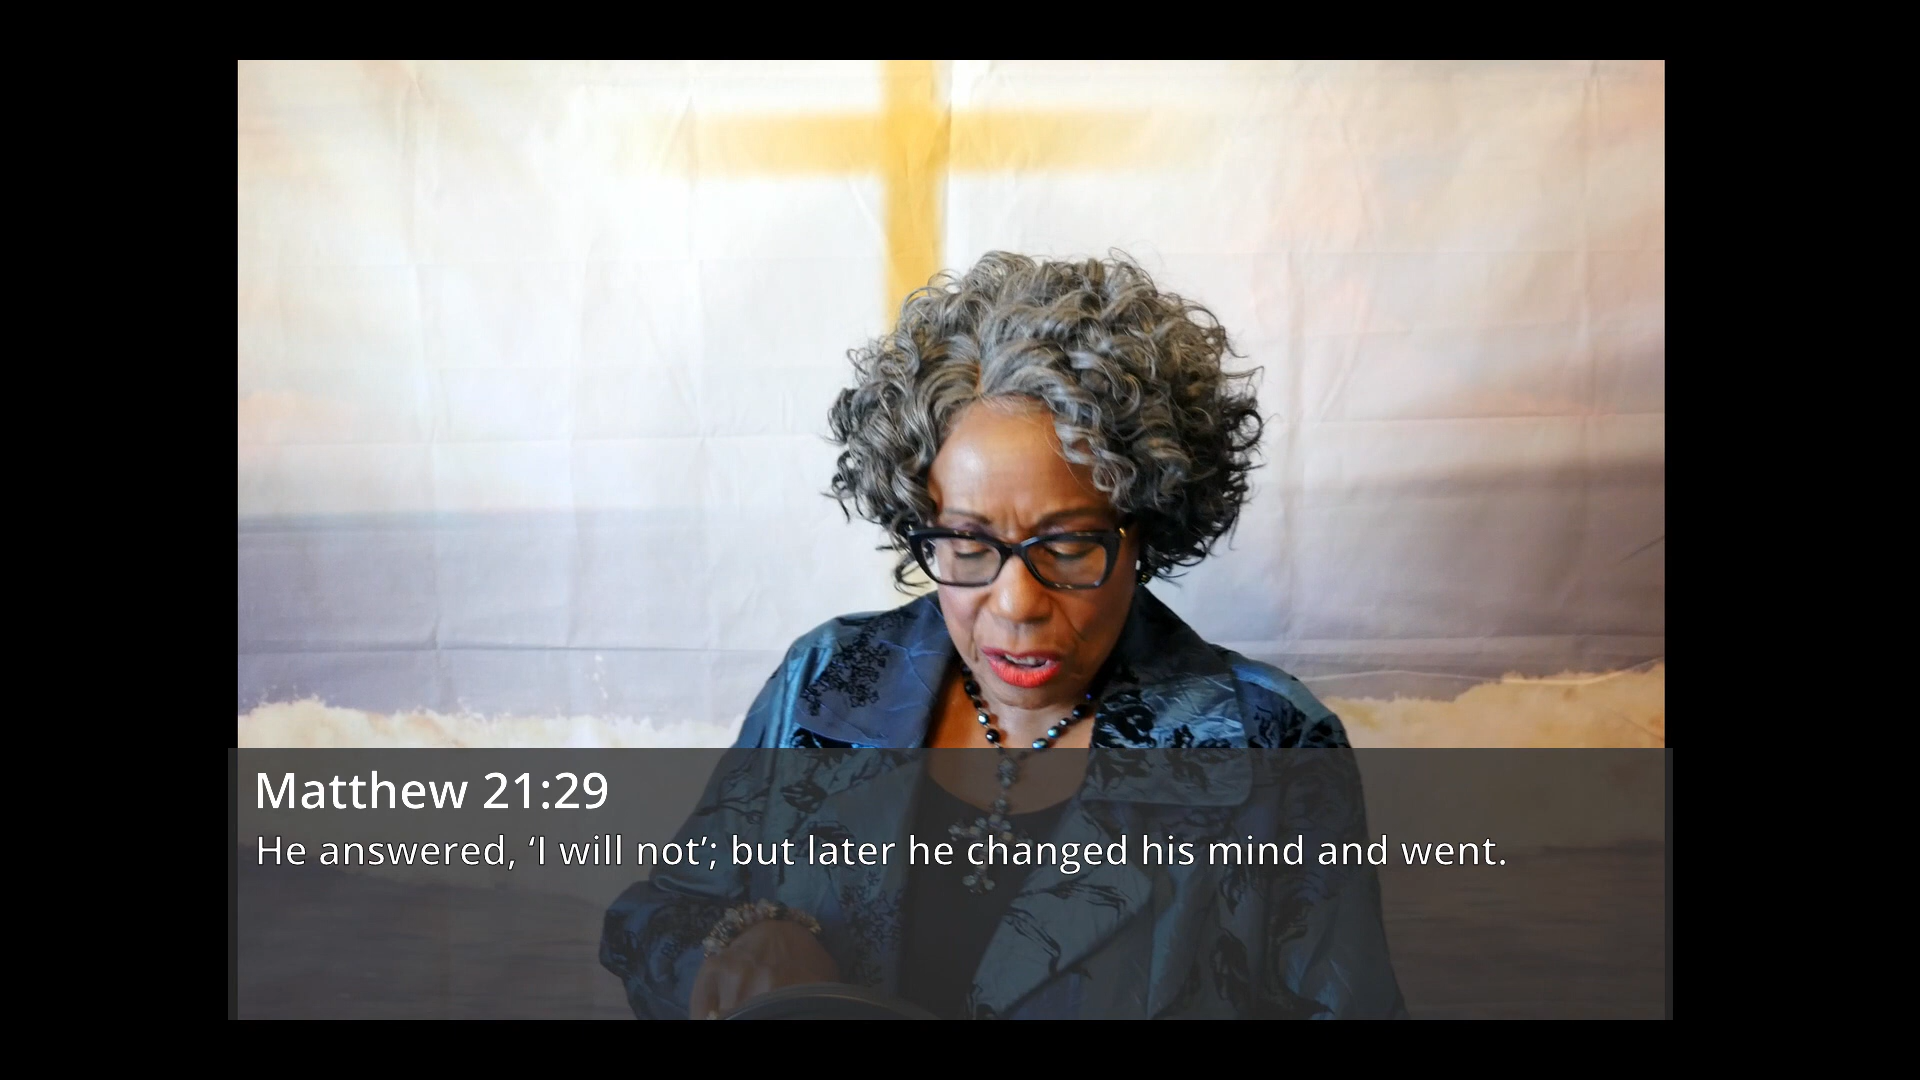 Matthew 21:29
He answered, ‘I will not’; but later he changed his mind and went.